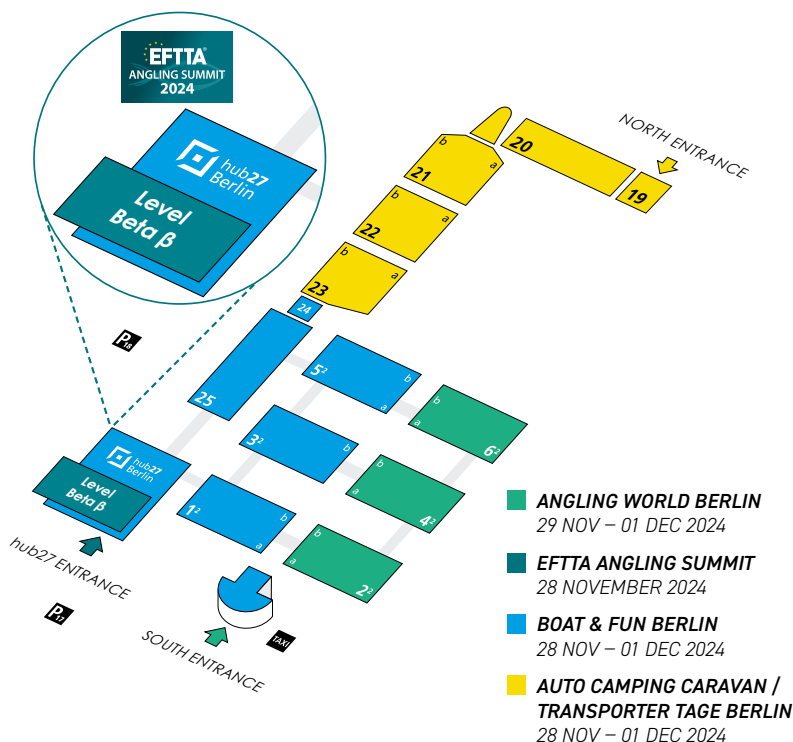 EFTTA
ANGLING SUMMIT
2024
hub27
Berlin
Level
Beta β
NORTH ENTRANCE
20
19
b
a
21
b
a
22
b
a
23
24
25
P18
5²
b
a
b
a
6²
3²
b
b
a
4²
hub27
Berlin
Level
Beta β
1²
b
a
b
a
2²
hub27 ENTRANCE
P17
SOUTH ENTRANCE
TAXI
ANGLING WORLD BERLIN
29 NOV – 01 DEC 2024
EFTTA ANGLING SUMMIT
28 NOVEMBER 2024
BOAT & FUN BERLIN
28 NOV – 01 DEC 2024
AUTO CAMPING CARAVAN /
TRANSPORTER TAGE BERLIN
28 NOV – 01 DEC 2024